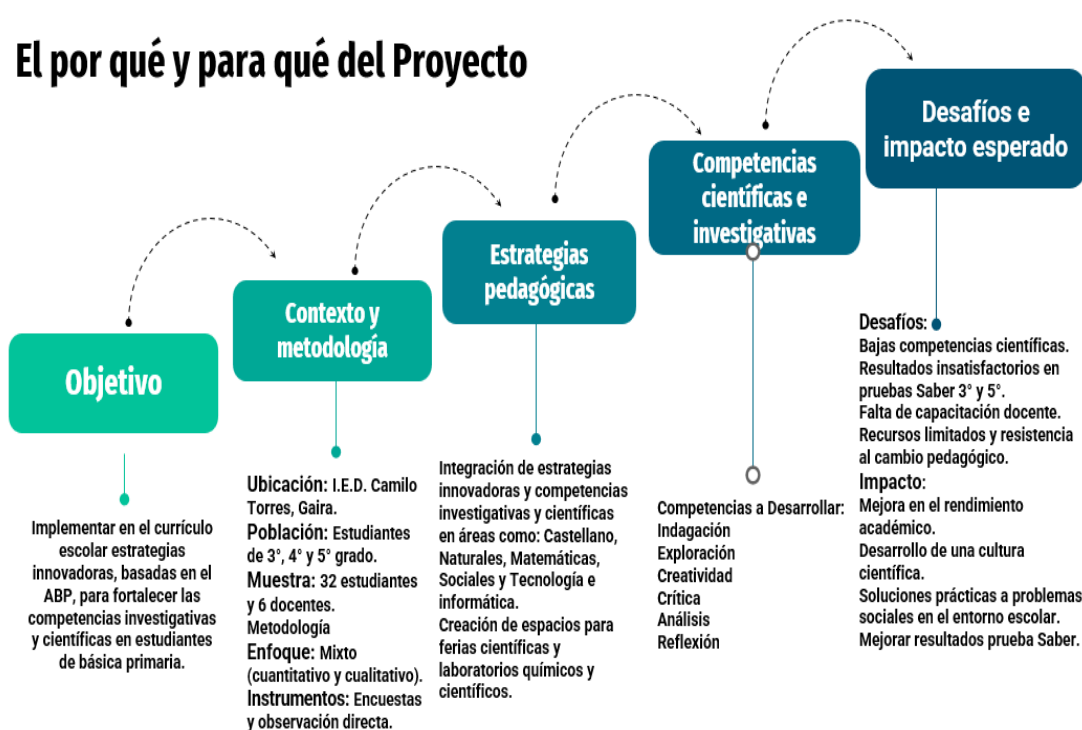 El por qué y para qué del Proyecto
Objetivo
Implementar en el currículo
escolar estrategias
innovadoras, basadas en el
ABP, para fortalecer las
competencias investigativas
y científicas en estudiantes
de básica primaria.
Contexto y
metodología
Ubicación: I.E.D. Camilo
Torres, Gaira.
Población: Estudiantes
de 3°, 4° y 5° grado.
Muestra: 32 estudiantes
y 6 docentes.
Metodología
Enfoque: Mixto
(cuantitativo y cualitativo).
Instrumentos: Encuestas
y observación directa.
Estrategias
pedagógicas
Integración de estrategias
innovadoras y competencias
investigativas y científicas
en áreas como: Castellano,
Naturales, Matemáticas,
Sociales y Tecnología e
informática.
Creación de espacios para
ferias científicas y
laboratorios químicos y
científicos.
Competencias
científicas e
investigativas
Competencias a Desarrollar:
Indagación
Exploración
Creatividad
Crítica
Análisis
Reflexión
Desafíos e
impacto esperado
Desafíos:
Bajas competencias científicas.
Resultados insatisfactorios en
pruebas Saber 3° y 5°.
Falta de capacitación docente.
Recursos limitados y resistencia
al cambio pedagógico.
Impacto:
Mejora en el rendimiento
académico.
Desarrollo de una cultura
científica.
Soluciones prácticas a problemas
sociales en el entorno escolar.
Mejorar resultados prueba Saber.